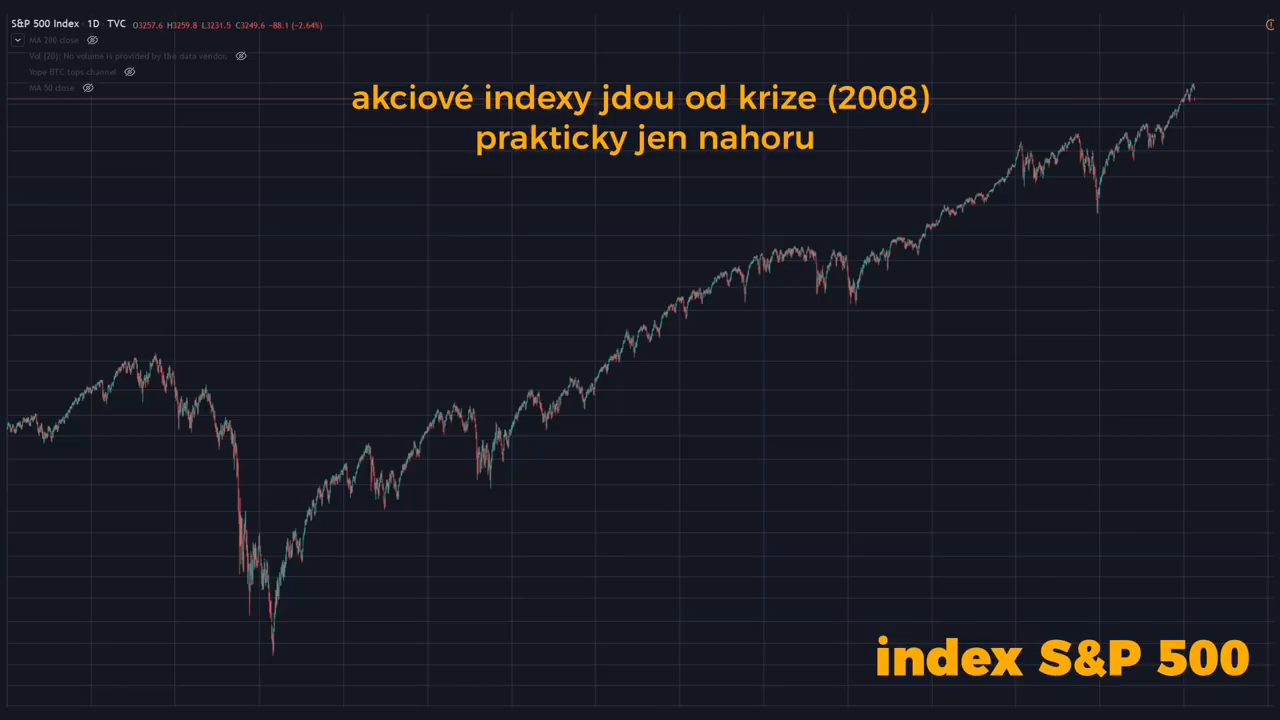 S&P 500 Index · 1D · TVC O3257.6 H3259.8 L3231.5 C3249.6 −88.1 (−2.64%)
MA 200 close
Vol (20): No volume is provided by the data vendor.
Yope BTC tops channel
MA 50 close
akciové indexy jdou od krize (2008)
prakticky jen nahoru
index S&P 500